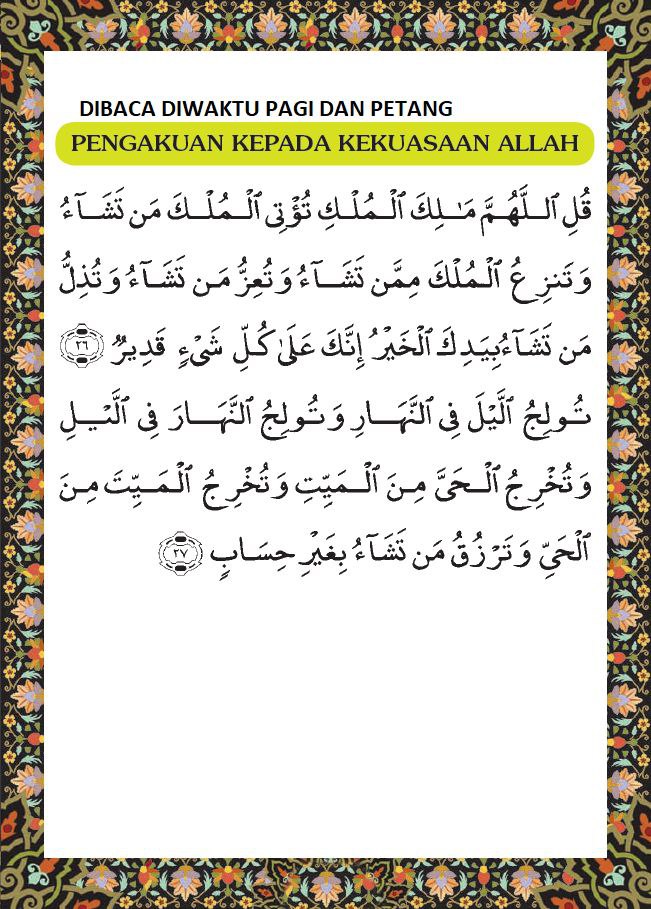 DIBACA DIWAKTU PAGI DAN PETANG
PENGAKUAN KEPADA KEKUASAAN ALLAH
قُلِ ٱللَّهُمَّ مَٰلِكَ ٱلْمُلْكِ تُؤْتِى ٱلْمُلْكَ مَن تَشَآءُ
وَتَنزِعُ ٱلْمُلْكَ مِمَّن تَشَآءُ وَتُعِزُّ مَن تَشَآءُ وَتُذِلُّ
مَن تَشَآءُ بِيَدِكَ ٱلْخَيْرُ إِنَّكَ عَلَىٰ كُلِّ شَىْءٍ قَدِيرٌ ٢٦
تُولِجُ ٱلَّيْلَ فِى ٱلنَّهَارِ وَتُولِجُ ٱلنَّهَارَ فِى ٱلَّيْلِ
وَتُخْرِجُ ٱلْحَىَّ مِنَ ٱلْمَيِّتِ وَتُخْرِجُ ٱلْمَيِّتَ مِنَ
ٱلْحَىِّ وَتَرْزُقُ مَن تَشَآءُ بِغَيْرِ حِسَابٍ ٢٧